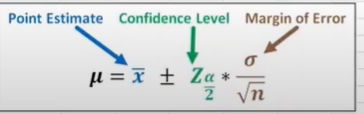 Point Estimate Confidence Level Margin of Error
μ = x̄ ± Zα/2 * σ/√n